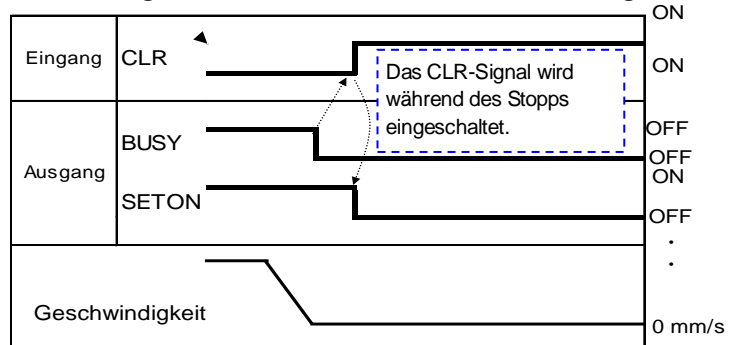 ON
Eingang
CLR
Das CLR-Signal wird
während des Stopps
eingeschaltet.
ON
Ausgang
BUSY
OFF
OFF
ON
SETON
OFF
Geschwindigkeit
0 mm/s